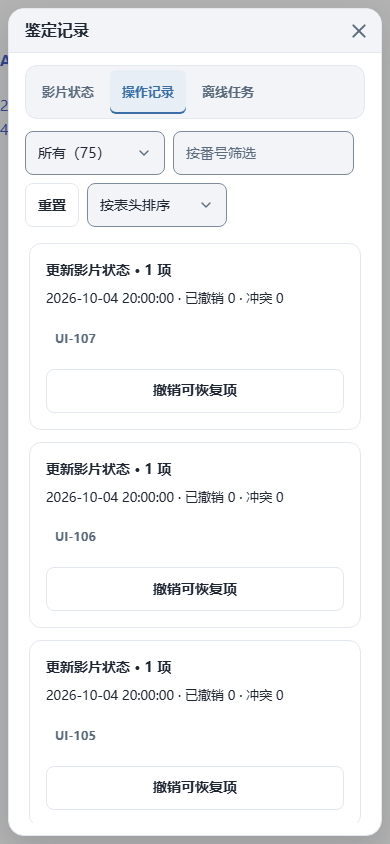 鉴定记录
影片状态 操作记录 离线任务
所有（75） 按番号筛选
重置 按表头排序
更新影片状态 • 1 项
2026-10-04 20:00:00 · 已撤销 0 · 冲突 0
UI-107
撤销可恢复项
更新影片状态 • 1 项
2026-10-04 20:00:00 · 已撤销 0 · 冲突 0
UI-106
撤销可恢复项
更新影片状态 • 1 项
2026-10-04 20:00:00 · 已撤销 0 · 冲突 0
UI-105
撤销可恢复项